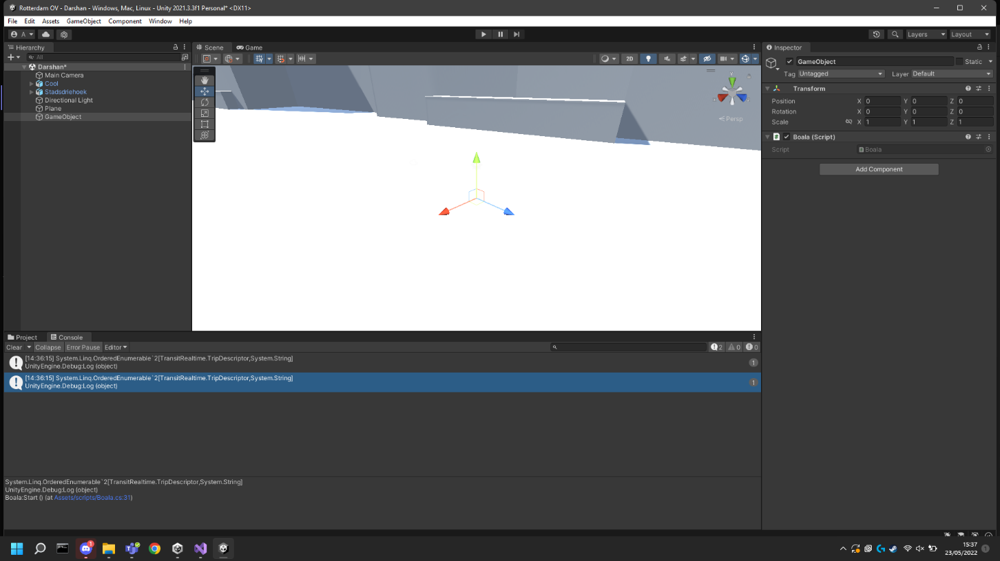 Rotterdam OV - Darshan - Windows, Mac, Linux - Unity 2021.3.3f1 Personal* <DX11>
File Edit Assets GameObject Component Window Help
A Layers Layout
Hierarchy Scene Game Inspector
All 2D
Darshan*
Main Camera
Cool
Stadsdriehoek
Directional Light
Plane
GameObject
Y
Persp
GameObject Static
Tag Untagged Layer Default
Transform
Position X 0 Y 0 Z 0
Rotation X 0 Y 0 Z 0
Scale X 1 Y 1 Z 1
Boala (Script)
Script Boala
Add Component
Project Console
Clear Collapse Error Pause Editor 2 0 0
[14:36:15] System.Linq.OrderedEnumerable`2[TransitRealtime.TripDescriptor,System.String]
UnityEngine.Debug:Log (object)
1
[14:36:15] System.Linq.OrderedEnumerable`2[TransitRealtime.TripDescriptor,System.String]
UnityEngine.Debug:Log (object)
1
System.Linq.OrderedEnumerable`2[TransitRealtime.TripDescriptor,System.String]
UnityEngine.Debug:Log (object)
Boala:Start () (at Assets/scripts/Boala.cs:31)
1
15:37
23/05/2022
1